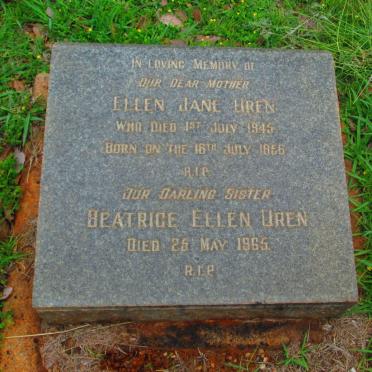 IN LOVING MEMORY OF
OUR DEAR MOTHER
ELLEN JANE UREN
WHO DIED 1ST JULY 1945
BORN ON THE 16TH JULY 1866
R.I.P.
OUR DARLING SISTER
BEATRICE ELLEN UREN
DIED 25 MAY 1965.
R.I.P.